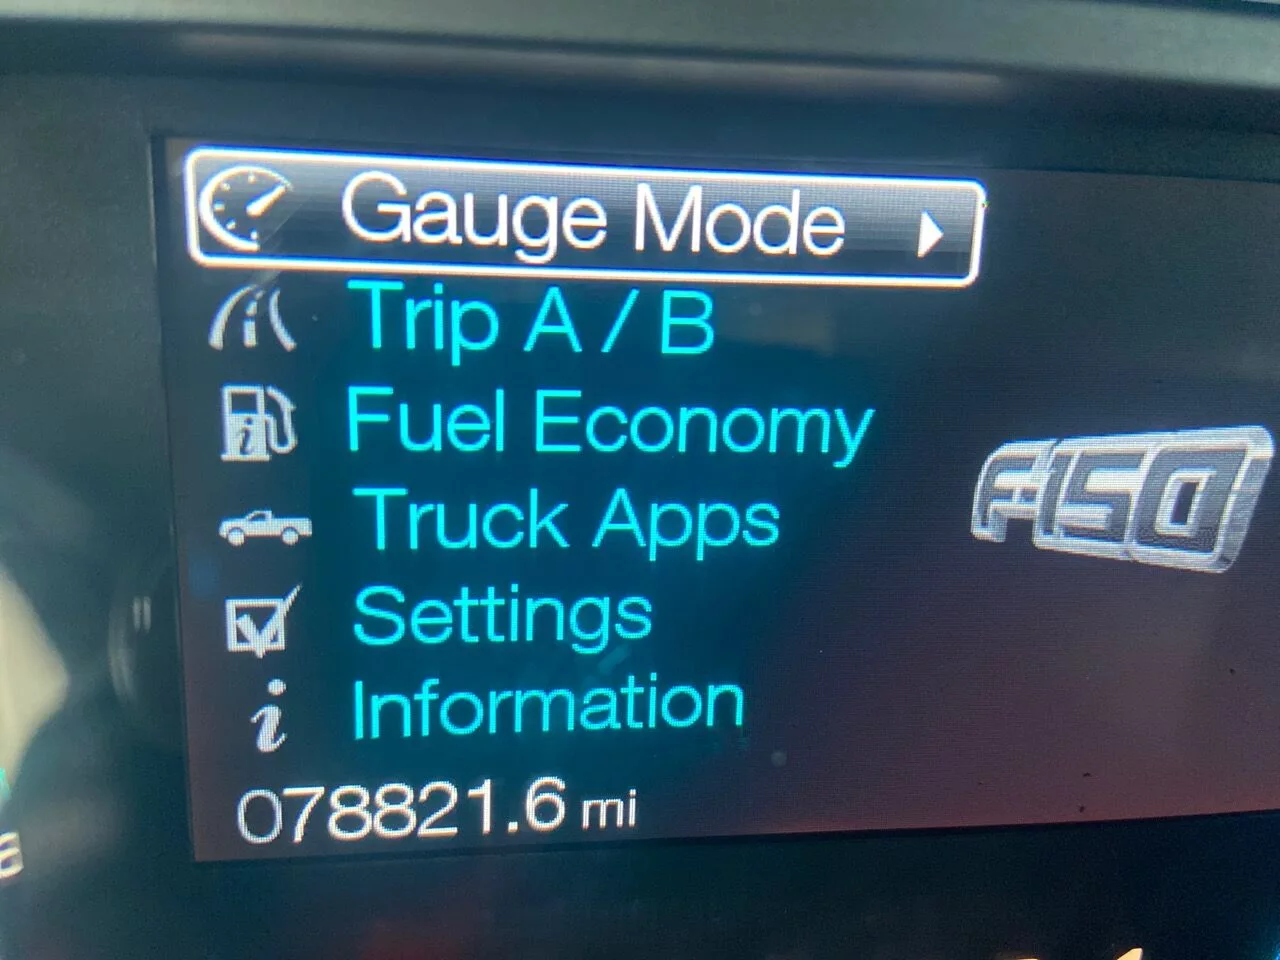 Gauge Mode
Trip A / B
Fuel Economy
Truck Apps
Settings
Information
F-150
078821.6 mi